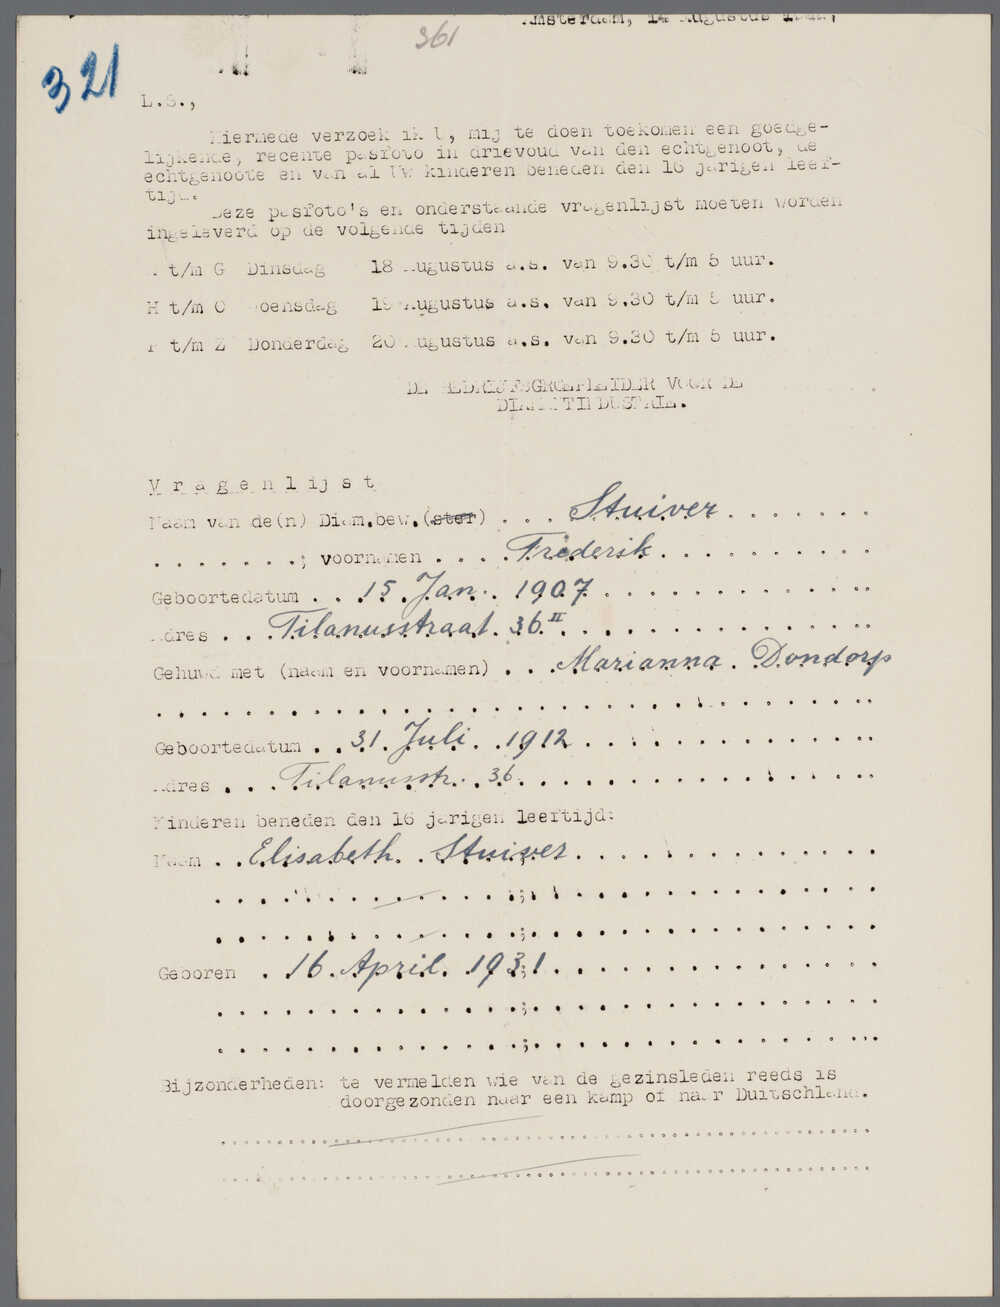 Amsterdam, 14 Augustus
361
321
L.S.,
Hiermede verzoek ik U, mij te doen toekomen een goedge-
lijkende, recente pasfoto in drievoud van den echtgenoot, de
echtgenoote en van al Uw kinderen beneden den 16 jarigen leef-
tijd.
Deze pasfoto's en onderstaande vragenlijst moeten worden
ingeleverd op de volgende tijden
t/m G Dinsdag 18 Augustus a.s. van 9.30 t/m 5 uur.
H t/m O Woensdag 19 Augustus a.s. van 9.30 t/m 5 uur.
P t/m Z Donderdag 20 Augustus a.s. van 9.30 t/m 5 uur.
DE BEDRIJFSGROEPLEIDER VOOR DE
DIAMANTINDUSTRIE.
Vragenlijst
Naam van de(n) Diam.bew.(ster) . . . Stuiver . . . . . . .
. . . . . . . ; voornamen . . . . Frederik . . . . . . . . . .
Geboortedatum . . 15 Jan. 1907 . . . . . . . . . . . .
Adres . . . Tilanusstraat 36 II . . . . . . . . . . . . .
Gehuwd met (naam en voornamen) . . . Marianna Dondorp
. . . . . . . . . . . . . . . . . . . . . . . . . . . . . . . .
Geboortedatum . . 31 Juli 1912 . . . . . . . . . . . . .
Adres . . . Tilanusstr. 36 . . . . . . . . . . . . . . . .
Kinderen beneden den 16 jarigen leeftijd:
Naam . . Elisabeth Stuiver . . . . . . . . . . . . . .
. . . . . . . . . . . . . . ; . . . . . . . . . . . . . . .
. . . . . . . . . . . . . . ; . . . . . . . . . . . . . . .
Geboren . 16 April 1931 . . . . . . . . . . . . . . .
. . . . . . . . . . . . . . ; . . . . . . . . . . . . . . .
. . . . . . . . . . . . . . ; . . . . . . . . . . . . . . .
Bijzonderheden: te vermelden wie van de gezinsleden reeds is
doorgezonden naar een kamp of naar Duitschland.
. . . . . . . . . . . . . . . . . . . . . . . . . . . . . .
. . . . . . . . . . . . . . . . . . . . . . . . . . . . . .